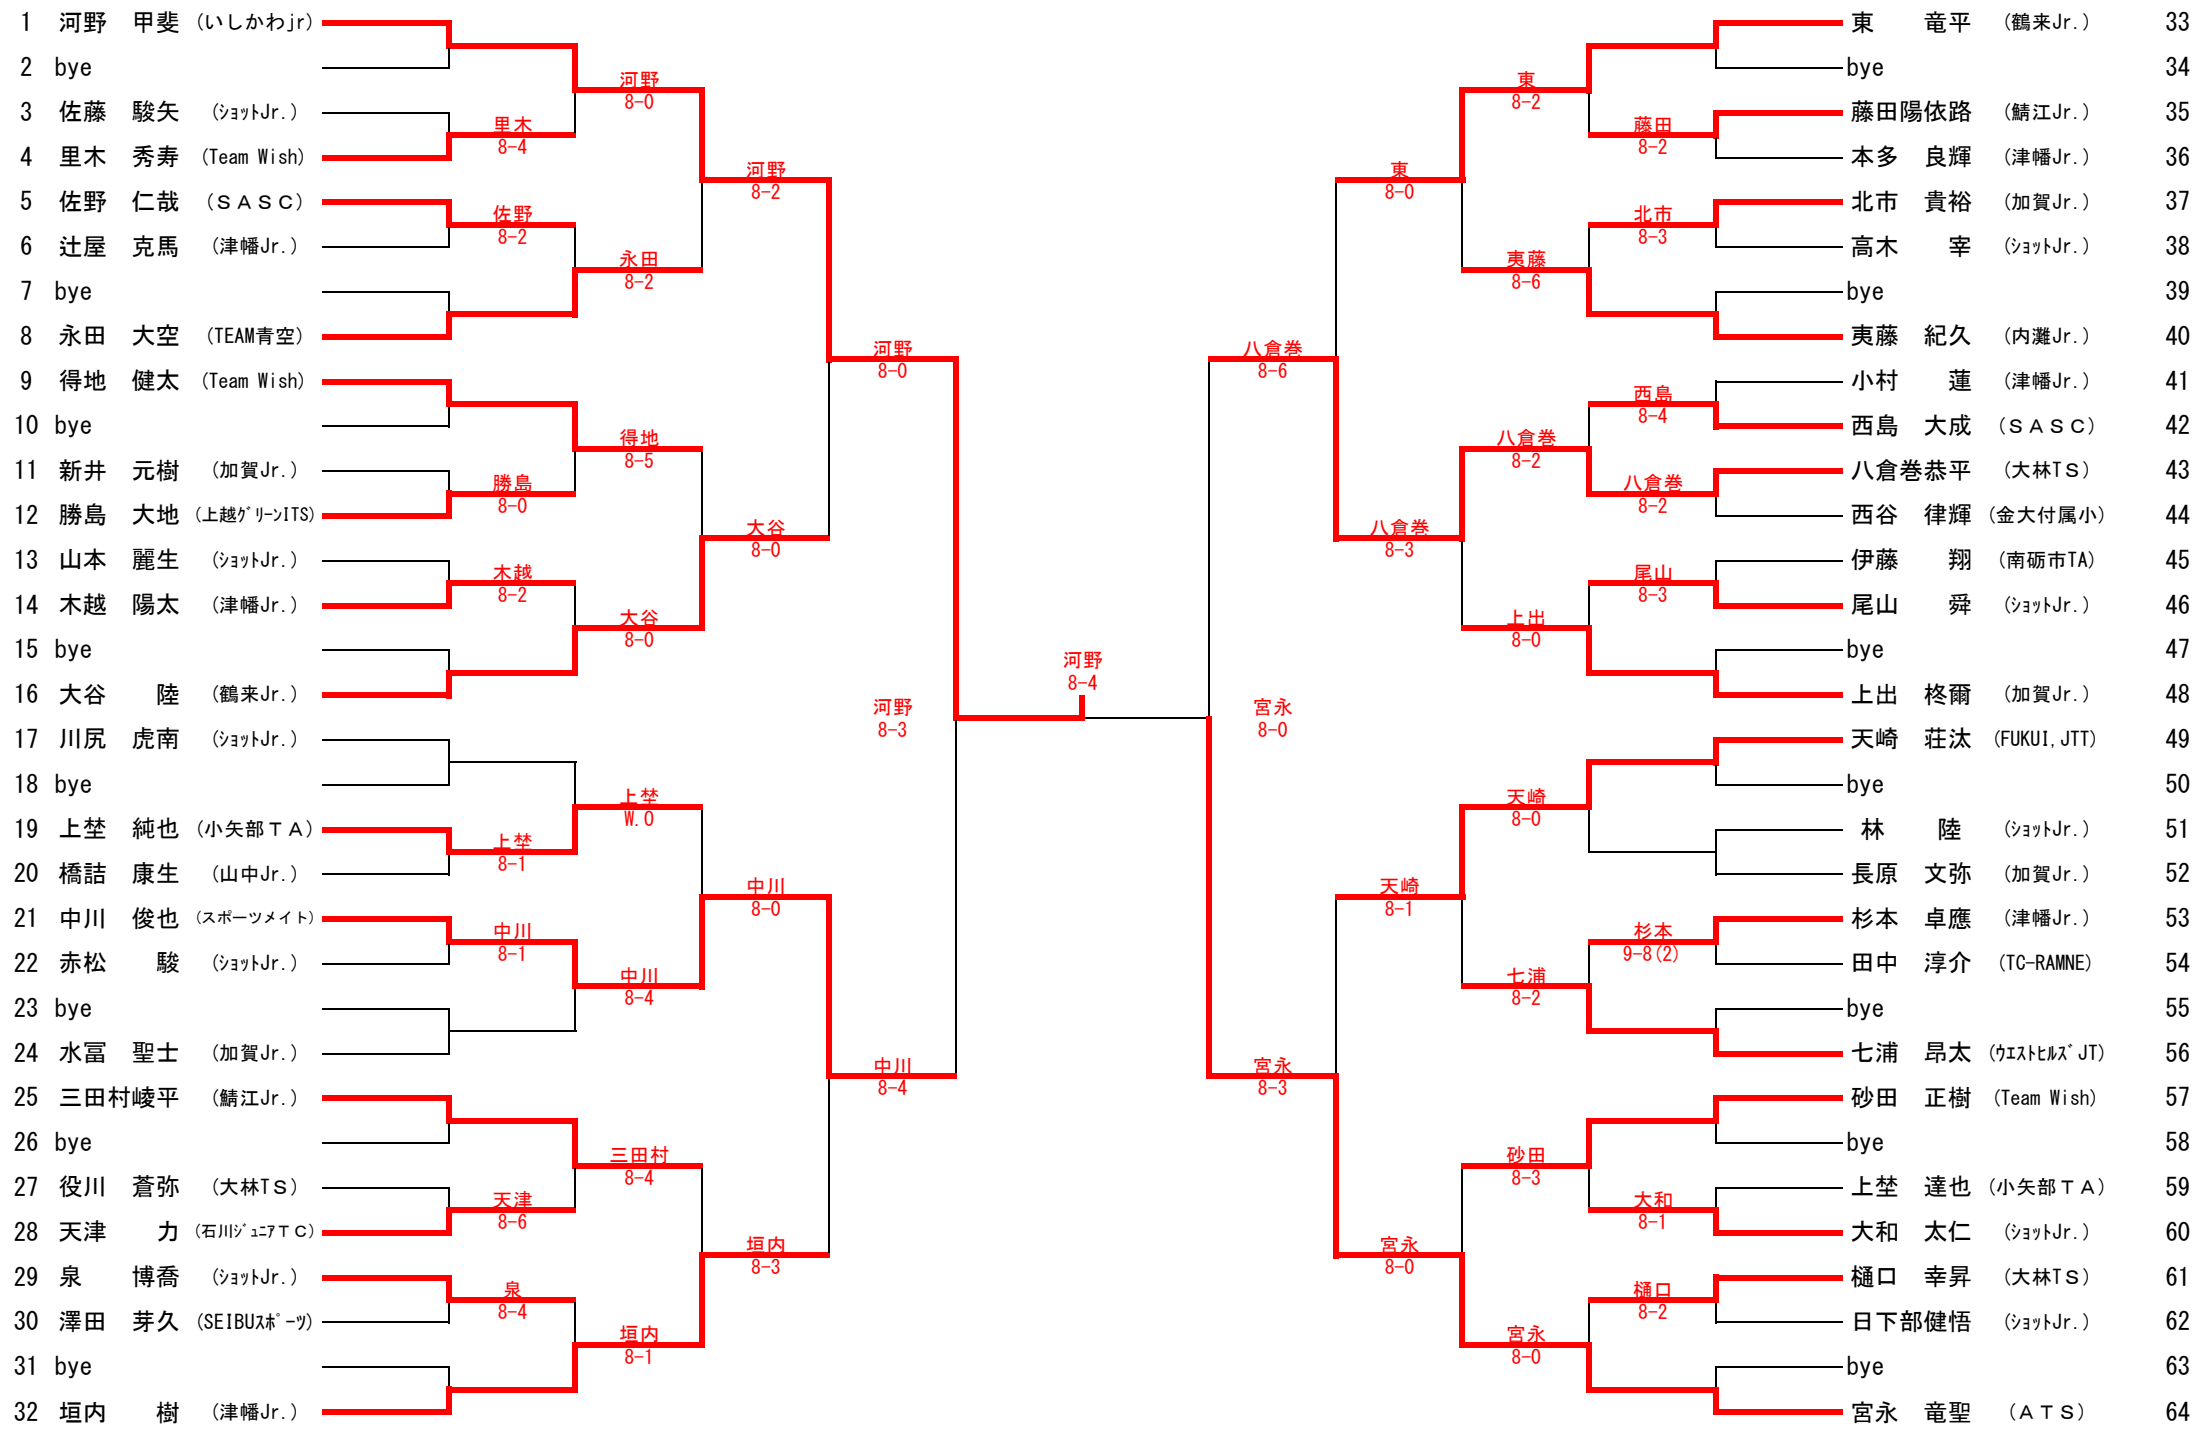 1 河野 甲斐 (いしかわjr)
2 bye
3 佐藤 駿矢 (ｼｮｯﾄJr.)
4 里木 秀寿 (Team Wish)
5 佐野 仁哉 (ＳＡＳＣ)
6 辻屋 克馬 (津幡Jr.)
7 bye
8 永田 大空 (TEAM青空)
9 得地 健太 (Team Wish)
10 bye
11 新井 元樹 (加賀Jr.)
12 勝島 大地 (上越ｸﾞﾘｰﾝITS)
13 山本 麗生 (ｼｮｯﾄJr.)
14 木越 陽太 (津幡Jr.)
15 bye
16 大谷 陸 (鶴来Jr.)
17 川尻 虎南 (ｼｮｯﾄJr.)
18 bye
19 上埜 純也 (小矢部ＴＡ)
20 橋詰 康生 (山中Jr.)
21 中川 俊也 (スポーツメイト)
22 赤松 駿 (ｼｮｯﾄJr.)
23 bye
24 水冨 聖士 (加賀Jr.)
25 三田村崚平 (鯖江Jr.)
26 bye
27 役川 蒼弥 (大林TＳ)
28 天津 力 (石川ｼﾞｭﾆｱＴＣ)
29 泉 博喬 (ｼｮｯﾄJr.)
30 澤田 芽久 (SEIBUｽﾎﾟｰﾂ)
31 bye
32 垣内 樹 (津幡Jr.)
里木
8-4
佐野
8-2
勝島
8-0
木越
8-2
上埜
8-1
中川
8-1
天津
8-6
泉
8-4
河野
8-0
永田
8-2
得地
8-5
大谷
8-0
上埜
W.O
中川
8-4
三田村
8-4
垣内
8-1
河野
8-2
大谷
8-0
中川
8-0
垣内
8-3
河野
8-0
中川
8-4
河野
8-3
河野
8-4
宮永
8-0
八倉巻
8-6
宮永
8-3
東
8-0
八倉巻
8-3
天崎
8-1
宮永
8-0
東
8-2
夷藤
8-6
八倉巻
8-2
上出
8-0
天崎
8-0
七浦
8-2
砂田
8-3
宮永
8-0
藤田
8-2
北市
8-3
西島
8-4
八倉巻
8-2
尾山
8-3
杉本
9-8(2)
大和
8-1
樋口
8-2
東 竜平 (鶴来Jr.) 33
bye 34
藤田陽依路 (鯖江Jr.) 35
本多 良輝 (津幡Jr.) 36
北市 貴裕 (加賀Jr.) 37
高木 宰 (ｼｮｯﾄJr.) 38
bye 39
夷藤 紀久 (内灘Jr.) 40
小村 蓮 (津幡Jr.) 41
西島 大成 (ＳＡＳＣ) 42
八倉巻恭平 (大林TS) 43
西谷 律輝 (金大付属小) 44
伊藤 翔 (南砺市TA) 45
尾山 舜 (ｼｮｯﾄJr.) 46
bye 47
上出 柊爾 (加賀Jr.) 48
天崎 荘汰 (FUKUI,JTT) 49
bye 50
林 陸 (ｼｮｯﾄJr.) 51
長原 文弥 (加賀Jr.) 52
杉本 卓應 (津幡Jr.) 53
田中 淳介 (TC-RAMNE) 54
bye 55
七浦 昂太 (ｳｴｽﾄﾋﾙｽﾞJT) 56
砂田 正樹 (Team Wish) 57
bye 58
上埜 達也 (小矢部ＴＡ) 59
大和 太仁 (ｼｮｯﾄJr.) 60
樋口 幸昇 (大林TS) 61
日下部健悟 (ｼｮｯﾄJr.) 62
bye 63
宮永 竜聖 (ＡＴＳ) 64